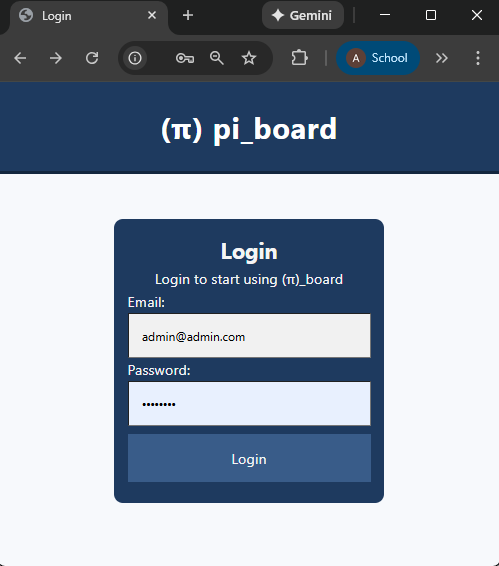 Login
Gemini
A School
(π) pi_board
Login
Login to start using (π)_board
Email:
admin@admin.com
Password:
••••••••
Login